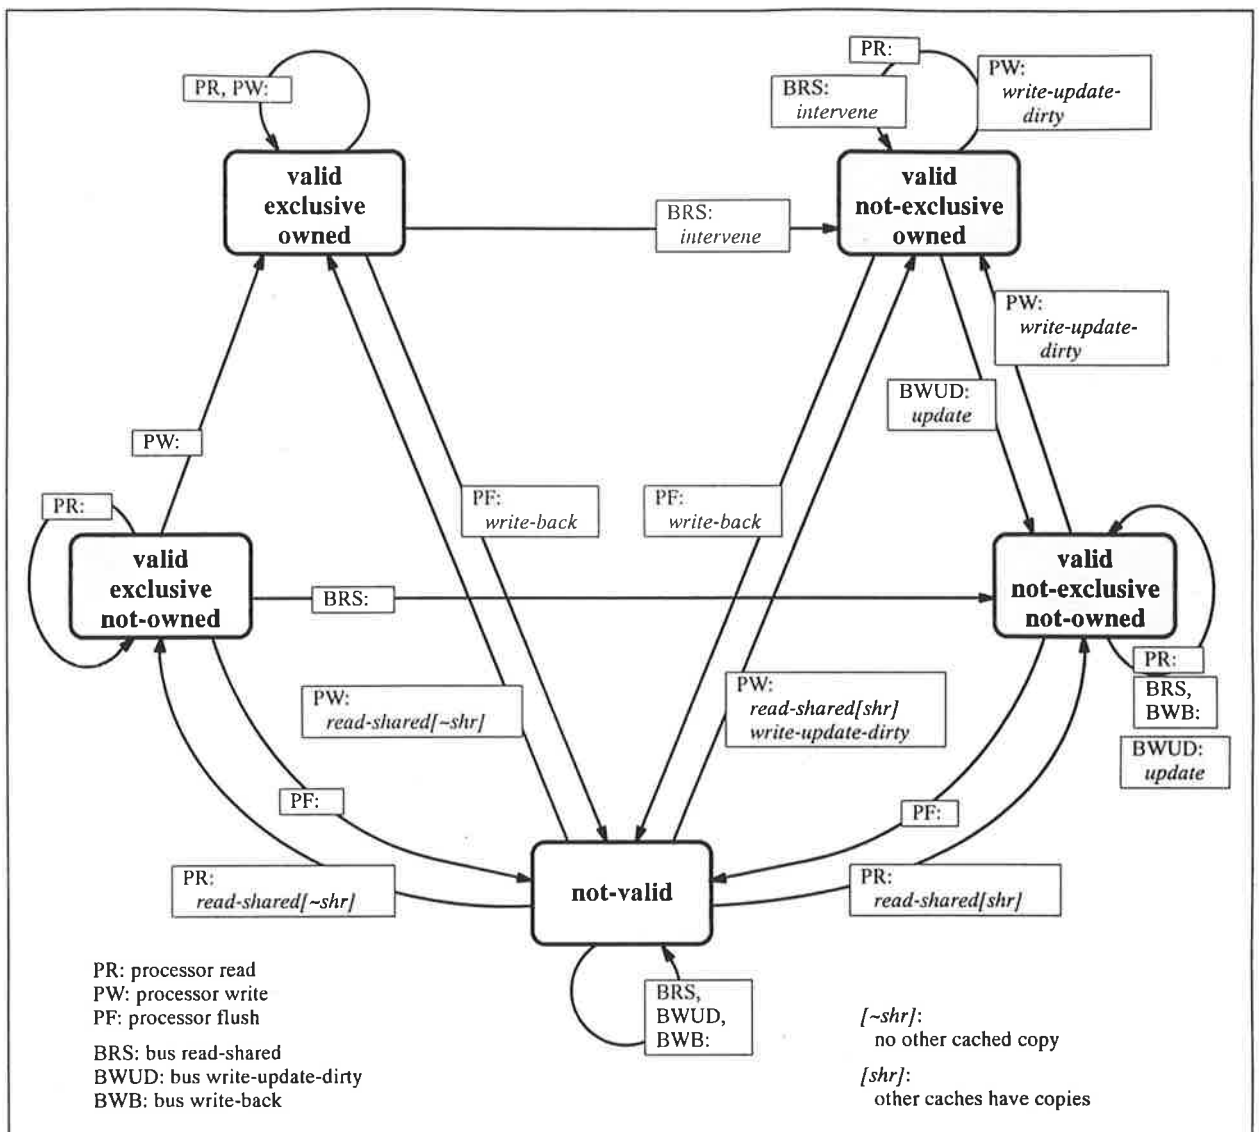 PR:
PR, PW:
BRS:
intervene
PW:
write-update-
dirty
valid
exclusive
owned
valid
not-exclusive
owned
BRS:
intervene
PW:
write-update-
dirty
BWUD:
update
PW:
PF:
write-back
PF:
write-back
PR:
valid
exclusive
not-owned
BRS:
valid
not-exclusive
not-owned
PR:
BRS,
BWB:
BWUD:
update
PW:
read-shared[~shr]
PW:
read-shared[shr]
write-update-dirty
PF:
PF:
PR:
read-shared[~shr]
not-valid
PR:
read-shared[shr]
BRS,
BWUD,
BWB:
PR: processor read
PW: processor write
PF: processor flush
BRS: bus read-shared
BWUD: bus write-update-dirty
BWB: bus write-back
[~shr]:
no other cached copy
[shr]:
other caches have copies